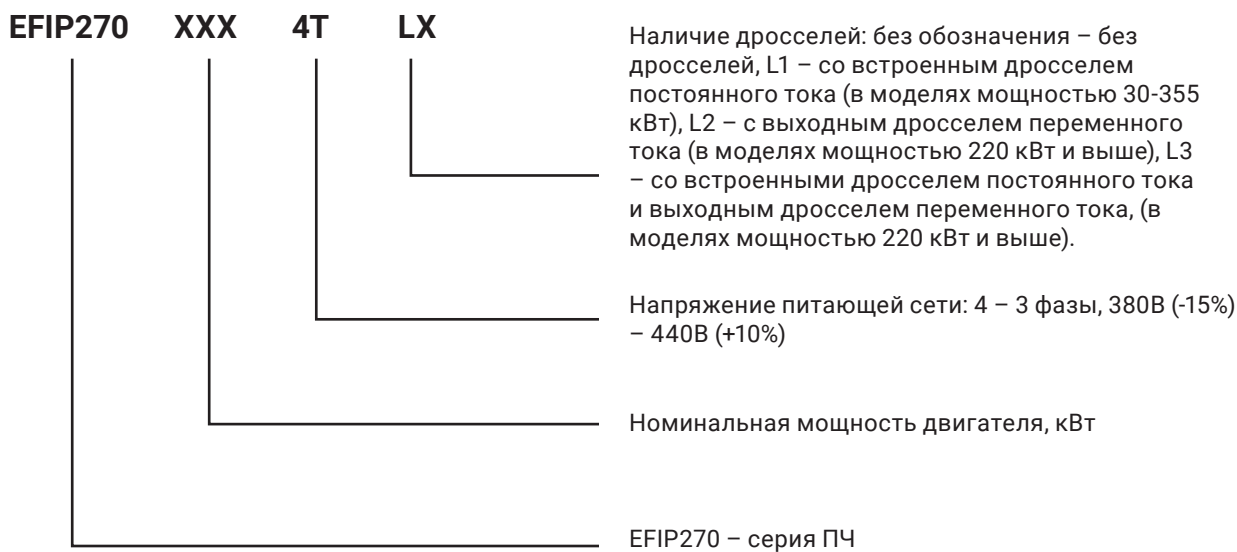 EFIP270 XXX 4T LX
Наличие дросселей: без обозначения – без
дросселей, L1 – со встроенным дросселем
постоянного тока (в моделях мощностью 30-355
кВт), L2 – с выходным дросселем переменного
тока (в моделях мощностью 220 кВт и выше), L3
– со встроенными дросселем постоянного тока
и выходным дросселем переменного тока, (в
моделях мощностью 220 кВт и выше).
Напряжение питающей сети: 4 – 3 фазы, 380В (-15%)
– 440В (+10%)
Номинальная мощность двигателя, кВт
EFIP270 – серия ПЧ